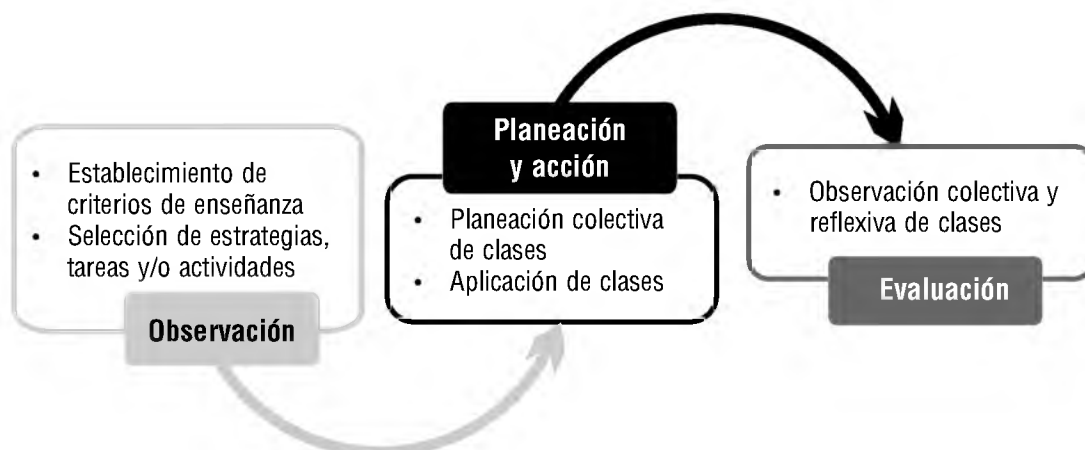 • Establecimiento de
criterios de enseñanza
• Selección de estrategias,
tareas y/o actividades
Observación
Planeación
y acción
• Planeación colectiva
de clases
• Aplicación de clases
• Observación colectiva y
reflexiva de clases
Evaluación